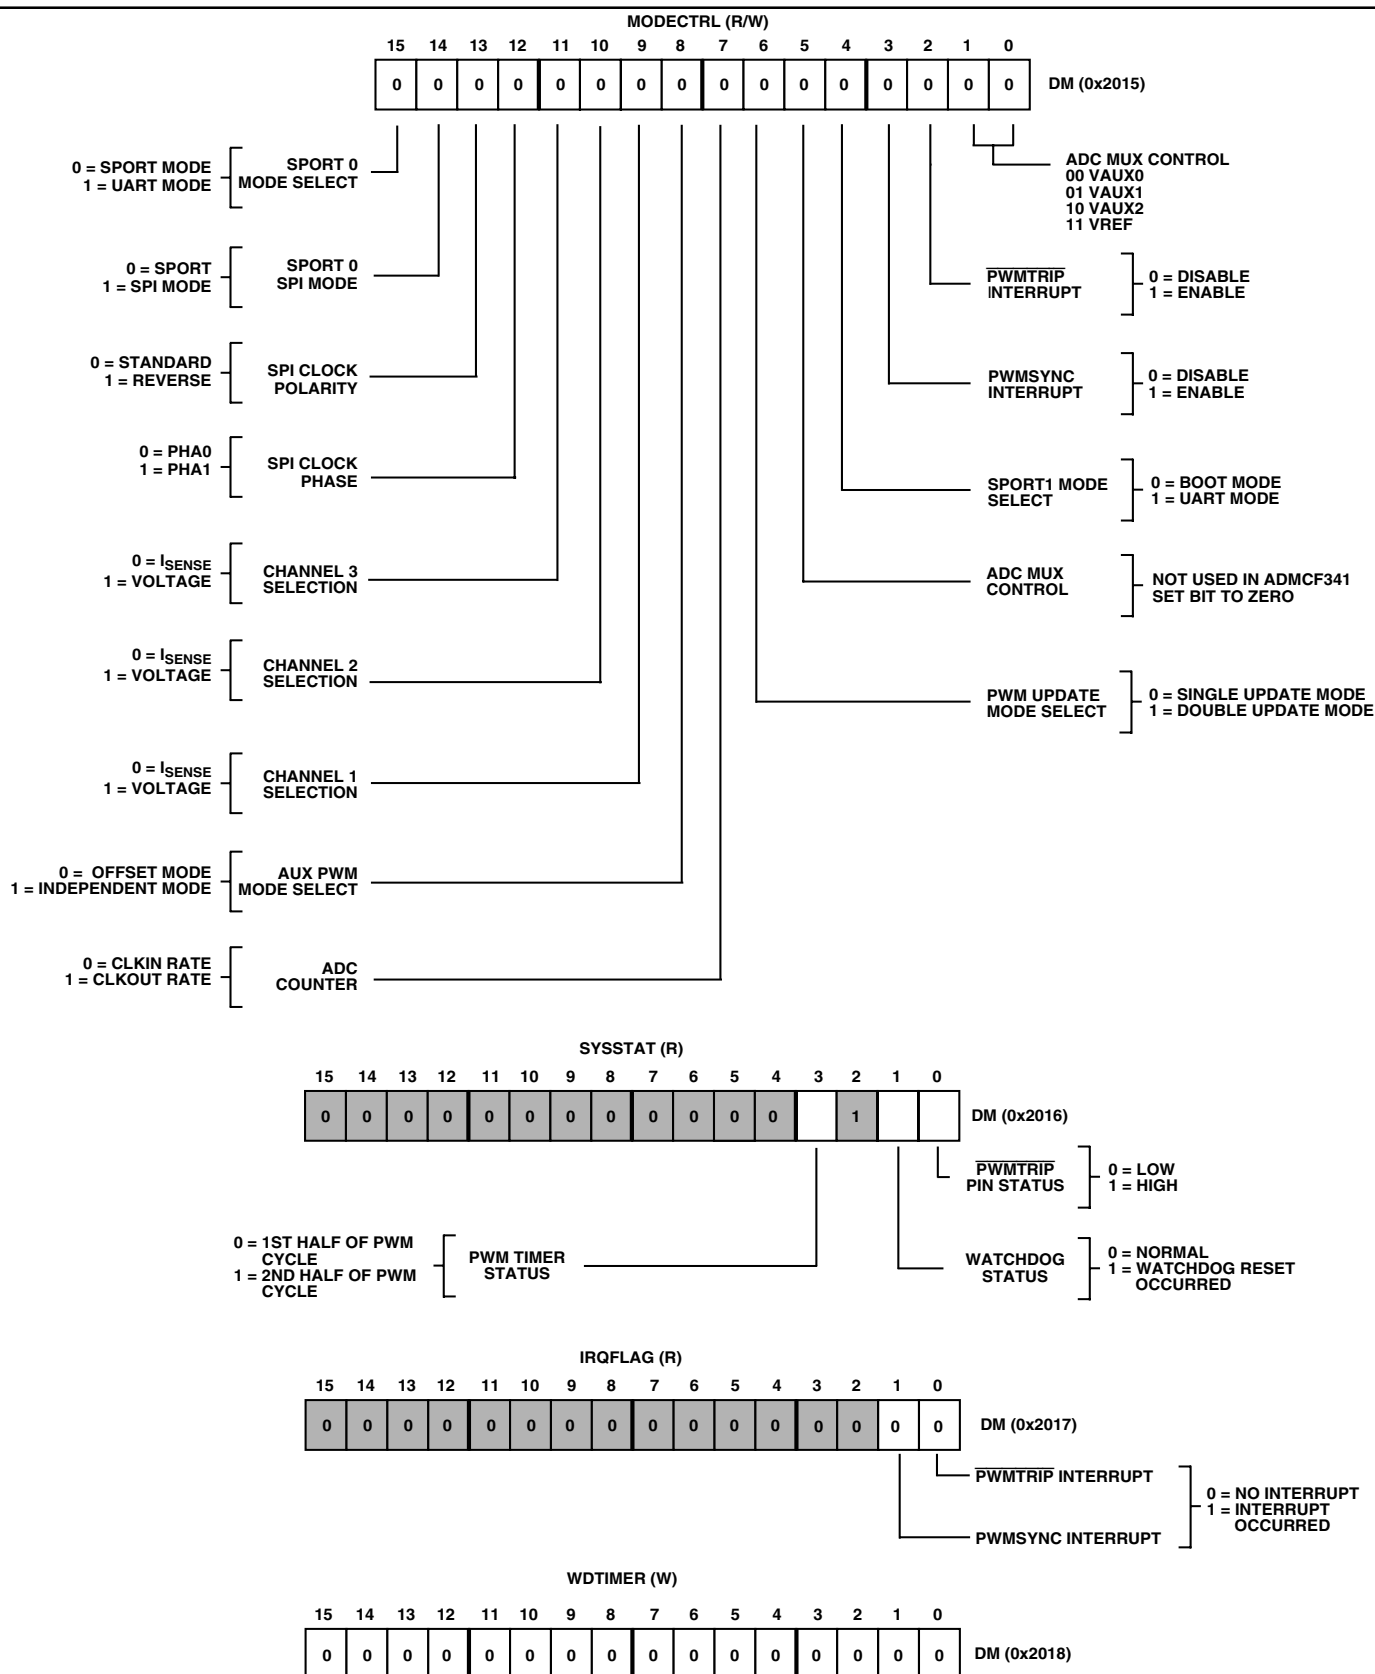 MODECTRL (R/W)
15 14 13 12 11 10 9 8 7 6 5 4 3 2 1 0
0 0 0 0 0 0 0 0 0 0 0 0 0 0 0 0 DM (0x2015)
0 = SPORT MODE
1 = UART MODE
SPORT 0
MODE SELECT
ADC MUX CONTROL
00 VAUX0
01 VAUX1
10 VAUX2
11 VREF
0 = SPORT
1 = SPI MODE
SPORT 0
SPI MODE
PWMTRIP
INTERRUPT
0 = DISABLE
1 = ENABLE
0 = STANDARD
1 = REVERSE
SPI CLOCK
POLARITY
PWMSYNC
INTERRUPT
0 = DISABLE
1 = ENABLE
0 = PHA0
1 = PHA1
SPI CLOCK
PHASE
SPORT1 MODE
SELECT
0 = BOOT MODE
1 = UART MODE
0 = ISENSE
1 = VOLTAGE
CHANNEL 3
SELECTION
ADC MUX
CONTROL
NOT USED IN ADMCF341
SET BIT TO ZERO
0 = ISENSE
1 = VOLTAGE
CHANNEL 2
SELECTION
PWM UPDATE
MODE SELECT
0 = SINGLE UPDATE MODE
1 = DOUBLE UPDATE MODE
0 = ISENSE
1 = VOLTAGE
CHANNEL 1
SELECTION
0 = OFFSET MODE
1 = INDEPENDENT MODE
AUX PWM
MODE SELECT
0 = CLKIN RATE
1 = CLKOUT RATE
ADC
COUNTER
SYSSTAT (R)
15 14 13 12 11 10 9 8 7 6 5 4 3 2 1 0
0 0 0 0 0 0 0 0 0 0 0 0 1 DM (0x2016)
PWMTRIP
PIN STATUS
0 = LOW
1 = HIGH
0 = 1ST HALF OF PWM
CYCLE
1 = 2ND HALF OF PWM
CYCLE
PWM TIMER
STATUS
WATCHDOG
STATUS
0 = NORMAL
1 = WATCHDOG RESET
OCCURRED
IRQFLAG (R)
15 14 13 12 11 10 9 8 7 6 5 4 3 2 1 0
0 0 0 0 0 0 0 0 0 0 0 0 0 0 0 0 DM (0x2017)
PWMTRIP INTERRUPT
PWMSYNC INTERRUPT
0 = NO INTERRUPT
1 = INTERRUPT
OCCURRED
WDTIMER (W)
15 14 13 12 11 10 9 8 7 6 5 4 3 2 1 0
0 0 0 0 0 0 0 0 0 0 0 0 0 0 0 0 DM (0x2018)